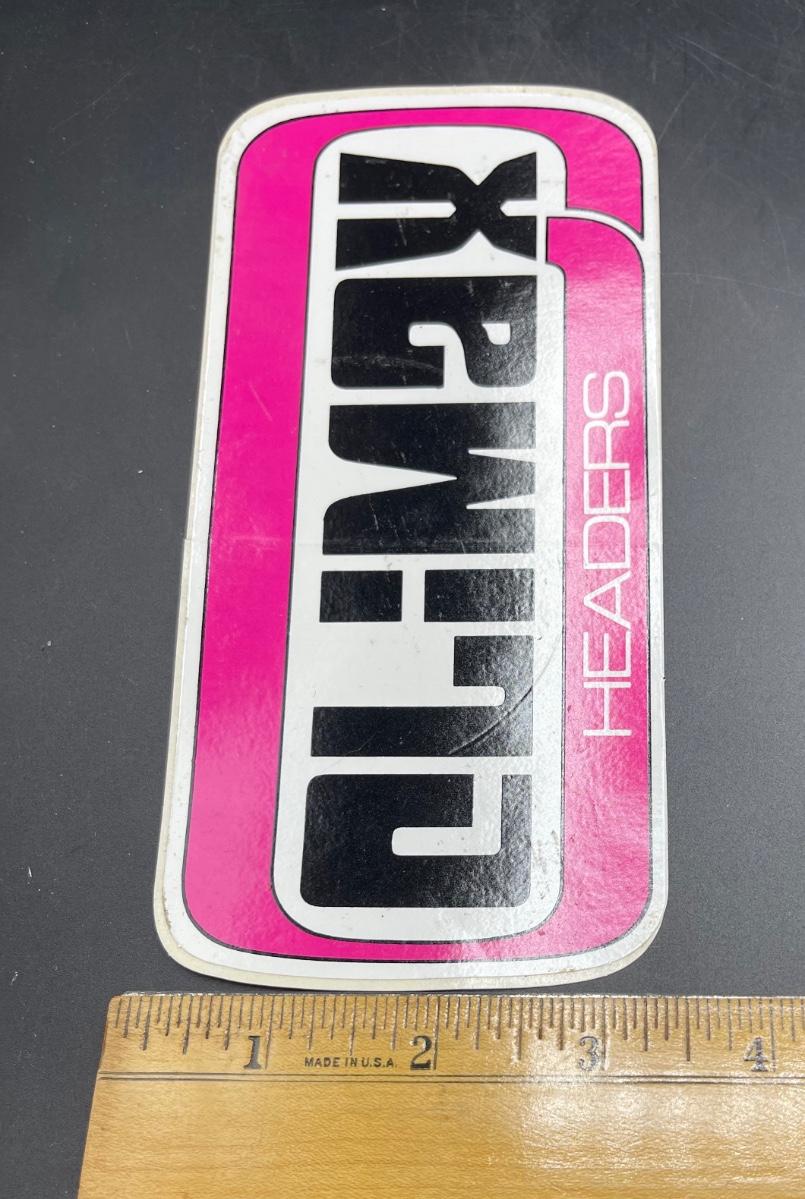 CLiMaX
HEADERS
1 2 3 4
MADE IN U.S.A.